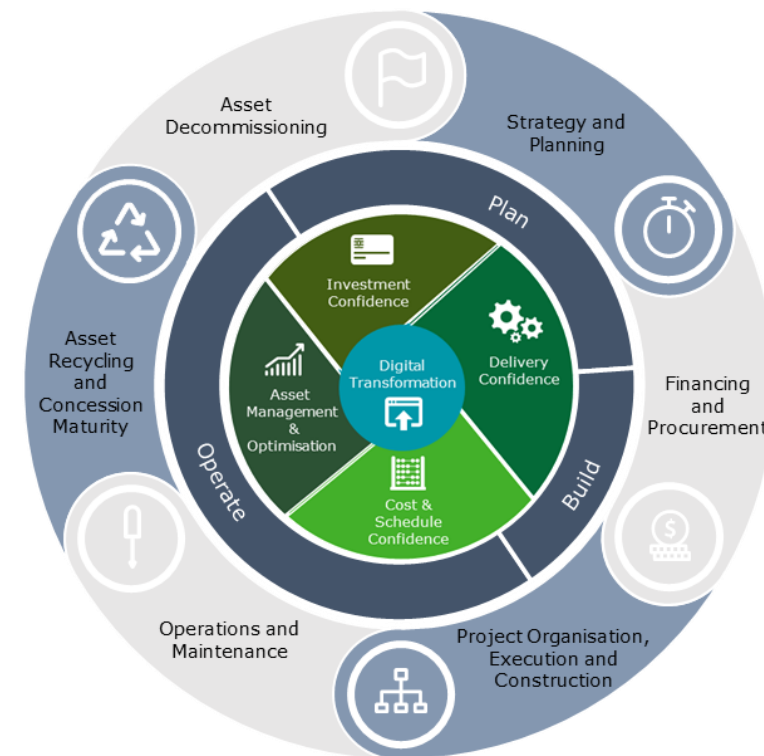 Asset
Decommissioning
Strategy and
Planning
Plan
Investment
Confidence
Delivery
Confidence
Digital
Transformation
Asset
Management
&
Optimisation
Cost &
Schedule
Confidence
Asset
Recycling
and
Concession
Maturity
Financing
and
Procurement
Operate
Build
$
Operations and
Maintenance
Project Organisation,
Execution and
Construction